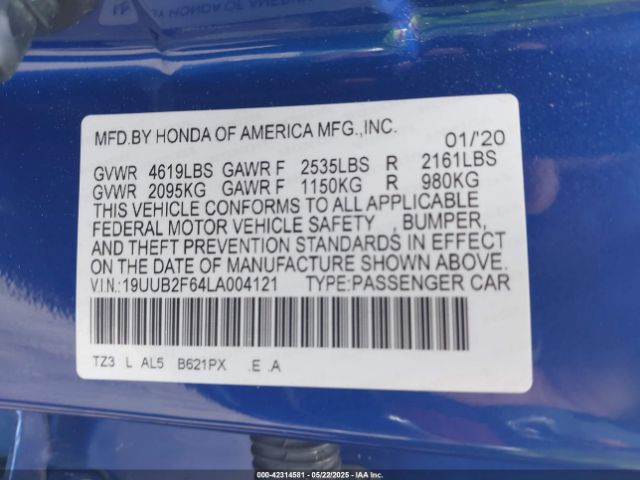 MFD.BY HONDA OF AMERICA MFG.,INC.
01/'20
GVWR 4619LBS GAWR F 2535LBS R 2161LBS
GVWR 2095KG GAWR F 1150KG R 980KG
THIS VEHICLE CONFORMS TO ALL APPLICABLE
FEDERAL MOTOR VEHICLE SAFETY , BUMPER,
AND THEFT PREVENTION STANDARDS IN EFFECT
ON THE DATE OF MANUFACTURE SHOWN ABOVE.
V.I.N.:19UUB2F64LA004121 TYPE:PASSENGER CAR
TZ3 L AL5 B621PX .E .A
000-42314581 - 05/22/2025 - IAAI.com